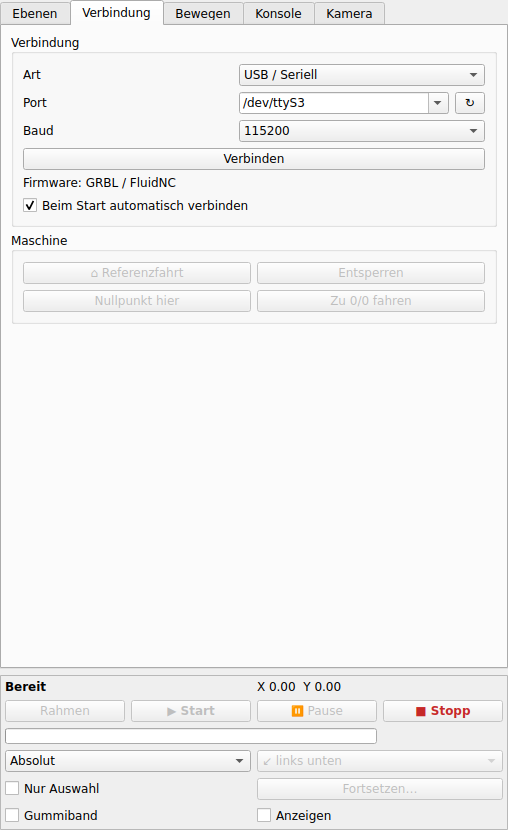 Ebenen Verbindung Bewegen Konsole Kamera
Verbindung
Art USB / Seriell
Port /dev/ttyS3 ↻
Baud 115200
Verbinden
Firmware: GRBL / FluidNC
Beim Start automatisch verbinden
Maschine
⌂ Referenzfahrt Entsperren
Nullpunkt hier Zu 0/0 fahren
Bereit X 0.00 Y 0.00
Rahmen ▶ Start ⏸ Pause ■ Stopp
Absolut ↙ links unten
Nur Auswahl Fortsetzen...
Gummiband Anzeigen